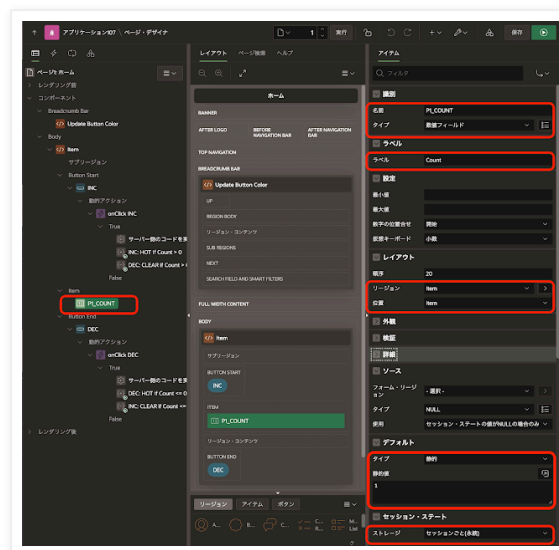 アプリケーション107 \ ページ・デザイナ
1
実行
保存
ページ1: ホーム
レンダリング前
コンポーネント
Breadcrumb Bar
Update Button Color
Body
Item
サブリージョン
Button Start
INC
動的アクション
onClick INC
True
サーバー側のコードを実
INC: HOT if Count > 0
DEC: CLEAR if Count >
False
Item
P1_COUNT
Button End
DEC
動的アクション
onClick DEC
True
サーバー側のコードを実
DEC: HOT if Count <= 0
INC: CLEAR if Count <=
False
レンダリング後
レイアウト
ページ検索
ヘルプ
ホーム
BANNER
AFTER LOGO
BEFORE NAVIGATION BAR
AFTER NAVIGATION BAR
TOP NAVIGATION
BREADCRUMB BAR
Update Button Color
UP
REGION BODY
リージョン・コンテンツ
SUB REGIONS
NEXT
SEARCH FIELD AND SMART FILTERS
FULL WIDTH CONTENT
BODY
Item
サブリージョン
BUTTON START
INC
ITEM
P1_COUNT
リージョン・コンテンツ
BUTTON END
DEC
リージョン
アイテム
ボタン
A...
B...
C...
C...
Card
M...
List
アイテム
識別
名前
P1_COUNT
タイプ
数値フィールド
ラベル
ラベル
Count
設定
最小値
最大値
数字の位置合せ
開始
仮想キーボード
小数
レイアウト
順序
20
リージョン
Item
位置
Item
外観
検証
詳細
ソース
フォーム・リージョン
- 選択 -
タイプ
NULL
使用
セッション・ステートの値がNULLの場合のみ
デフォルト
タイプ
静的
静的値
1
セッション・ステート
ストレージ
セッションごと(永続)